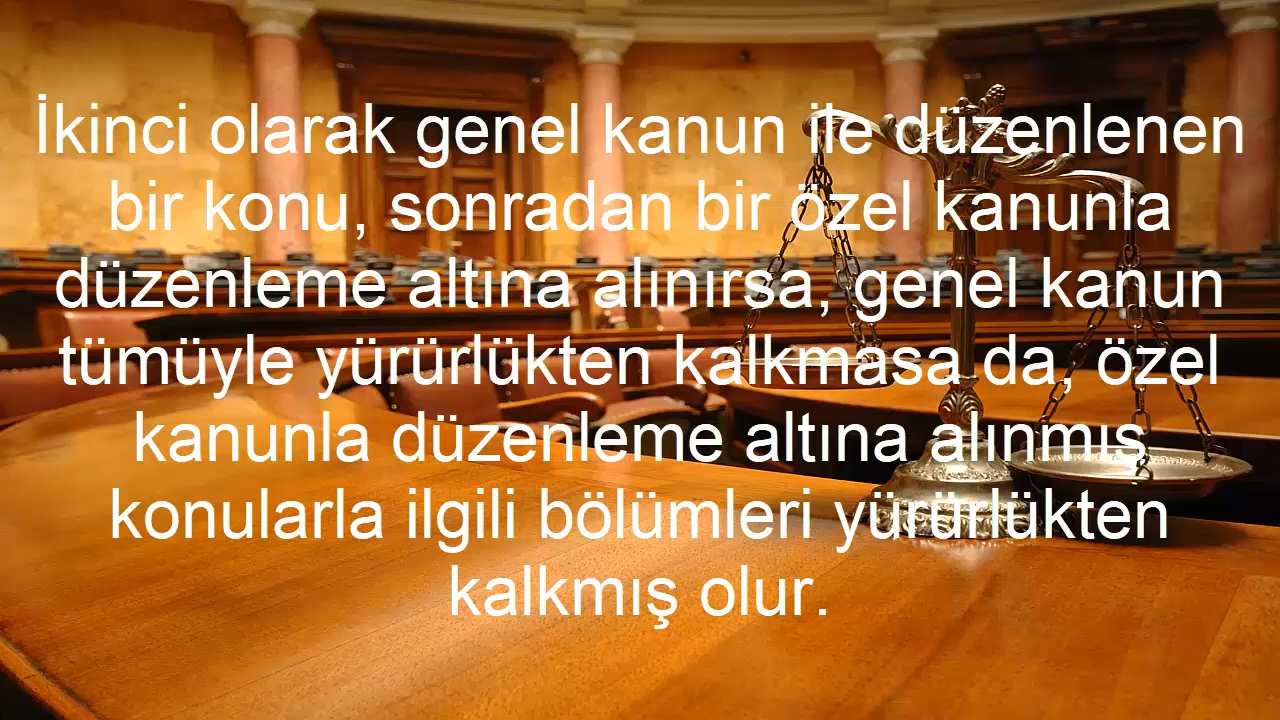 İkinci olarak genel kanun ile düzenlenen
bir konu, sonradan bir özel kanunla
düzenleme altına alınırsa, genel kanun
tümüyle yürürlükten kalkmasa da, özel
kanunla düzenleme altına alınmış
konularla ilgili bölümleri yürürlükten
kalkmış olur.